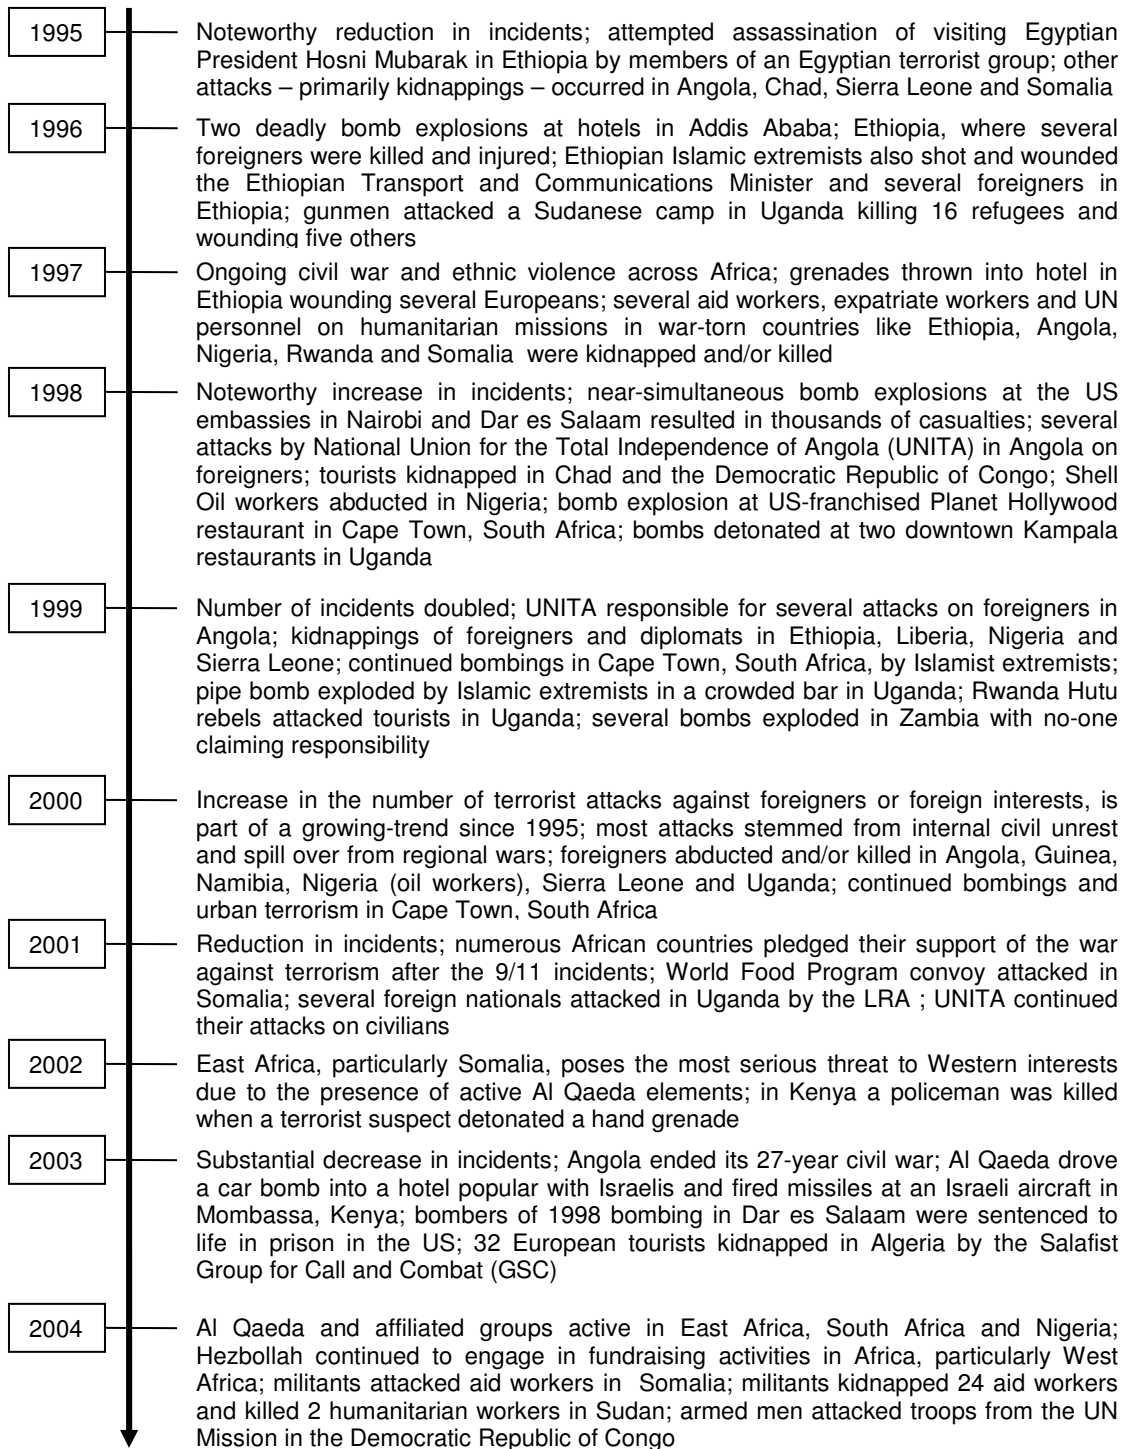 1995
Noteworthy reduction in incidents; attempted assassination of visiting Egyptian
President Hosni Mubarak in Ethiopia by members of an Egyptian terrorist group; other
attacks – primarily kidnappings – occurred in Angola, Chad, Sierra Leone and Somalia
1996
Two deadly bomb explosions at hotels in Addis Ababa; Ethiopia, where several
foreigners were killed and injured; Ethiopian Islamic extremists also shot and wounded
the Ethiopian Transport and Communications Minister and several foreigners in
Ethiopia; gunmen attacked a Sudanese camp in Uganda killing 16 refugees and
wounding five others
1997
Ongoing civil war and ethnic violence across Africa; grenades thrown into hotel in
Ethiopia wounding several Europeans; several aid workers, expatriate workers and UN
personnel on humanitarian missions in war-torn countries like Ethiopia, Angola,
Nigeria, Rwanda and Somalia were kidnapped and/or killed
1998
Noteworthy increase in incidents; near-simultaneous bomb explosions at the US
embassies in Nairobi and Dar es Salaam resulted in thousands of casualties; several
attacks by National Union for the Total Independence of Angola (UNITA) in Angola on
foreigners; tourists kidnapped in Chad and the Democratic Republic of Congo; Shell
Oil workers abducted in Nigeria; bomb explosion at US-franchised Planet Hollywood
restaurant in Cape Town, South Africa; bombs detonated at two downtown Kampala
restaurants in Uganda
1999
Number of incidents doubled; UNITA responsible for several attacks on foreigners in
Angola; kidnappings of foreigners and diplomats in Ethiopia, Liberia, Nigeria and
Sierra Leone; continued bombings in Cape Town, South Africa, by Islamist extremists;
pipe bomb exploded by Islamic extremists in a crowded bar in Uganda; Rwanda Hutu
rebels attacked tourists in Uganda; several bombs exploded in Zambia with no-one
claiming responsibility
2000
Increase in the number of terrorist attacks against foreigners or foreign interests, is
part of a growing-trend since 1995; most attacks stemmed from internal civil unrest
and spill over from regional wars; foreigners abducted and/or killed in Angola, Guinea,
Namibia, Nigeria (oil workers), Sierra Leone and Uganda; continued bombings and
urban terrorism in Cape Town, South Africa
2001
Reduction in incidents; numerous African countries pledged their support of the war
against terrorism after the 9/11 incidents; World Food Program convoy attacked in
Somalia; several foreign nationals attacked in Uganda by the LRA ; UNITA continued
their attacks on civilians
2002
East Africa, particularly Somalia, poses the most serious threat to Western interests
due to the presence of active Al Qaeda elements; in Kenya a policeman was killed
when a terrorist suspect detonated a hand grenade
2003
Substantial decrease in incidents; Angola ended its 27-year civil war; Al Qaeda drove
a car bomb into a hotel popular with Israelis and fired missiles at an Israeli aircraft in
Mombassa, Kenya; bombers of 1998 bombing in Dar es Salaam were sentenced to
life in prison in the US; 32 European tourists kidnapped in Algeria by the Salafist
Group for Call and Combat (GSC)
2004
Al Qaeda and affiliated groups active in East Africa, South Africa and Nigeria;
Hezbollah continued to engage in fundraising activities in Africa, particularly West
Africa; militants attacked aid workers in Somalia; militants kidnapped 24 aid workers
and killed 2 humanitarian workers in Sudan; armed men attacked troops from the UN
Mission in the Democratic Republic of Congo